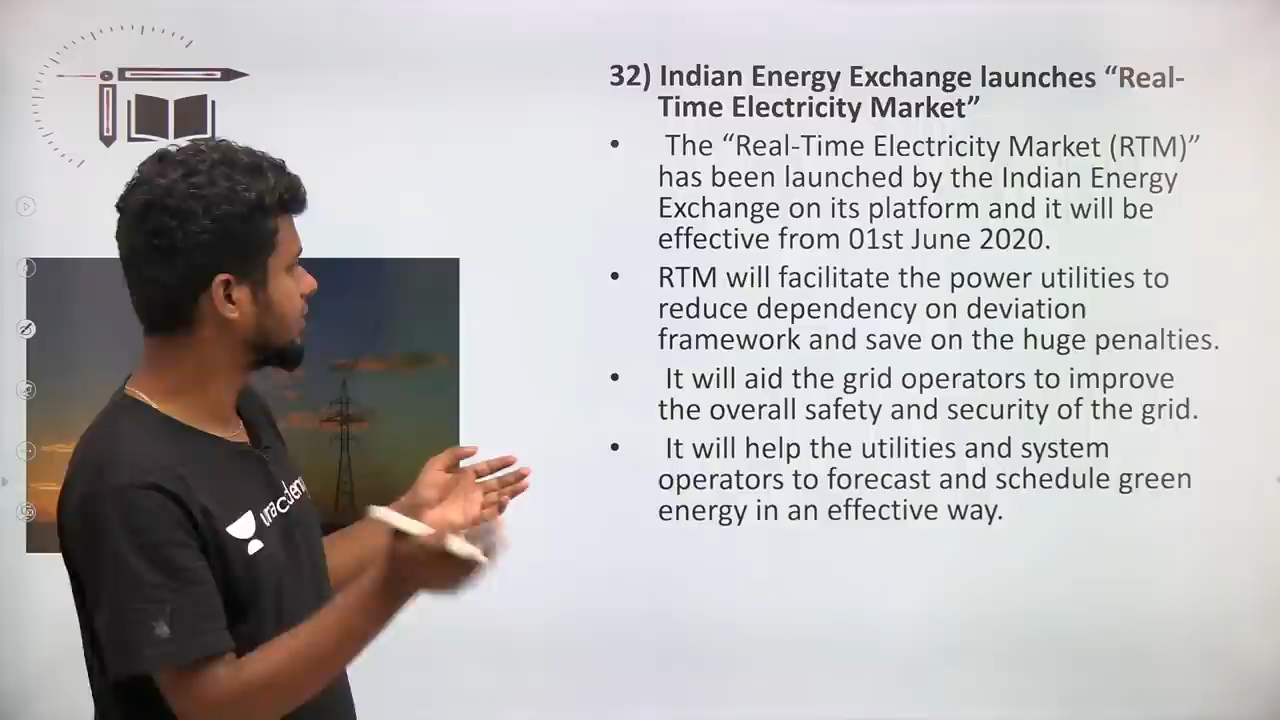 32) Indian Energy Exchange launches “Real-
Time Electricity Market”
• The “Real-Time Electricity Market (RTM)”
has been launched by the Indian Energy
Exchange on its platform and it will be
effective from 01st June 2020.
• RTM will facilitate the power utilities to
reduce dependency on deviation
framework and save on the huge penalties.
• It will aid the grid operators to improve
the overall safety and security of the grid.
• It will help the utilities and system
operators to forecast and schedule green
energy in an effective way.
unacademy